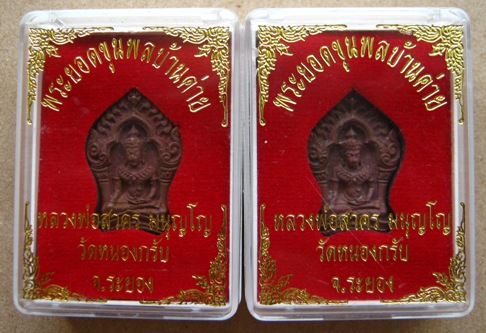 พระยอดขุนพลบ้านค่าย
หลวงพ่อสาคร มนุญฺโญ
วัดหนองกรับ
จ.ระยอง
พระยอดขุนพลบ้านค่าย
หลวงพ่อสาคร มนุญฺโญ
วัดหนองกรับ
จ.ระยอง